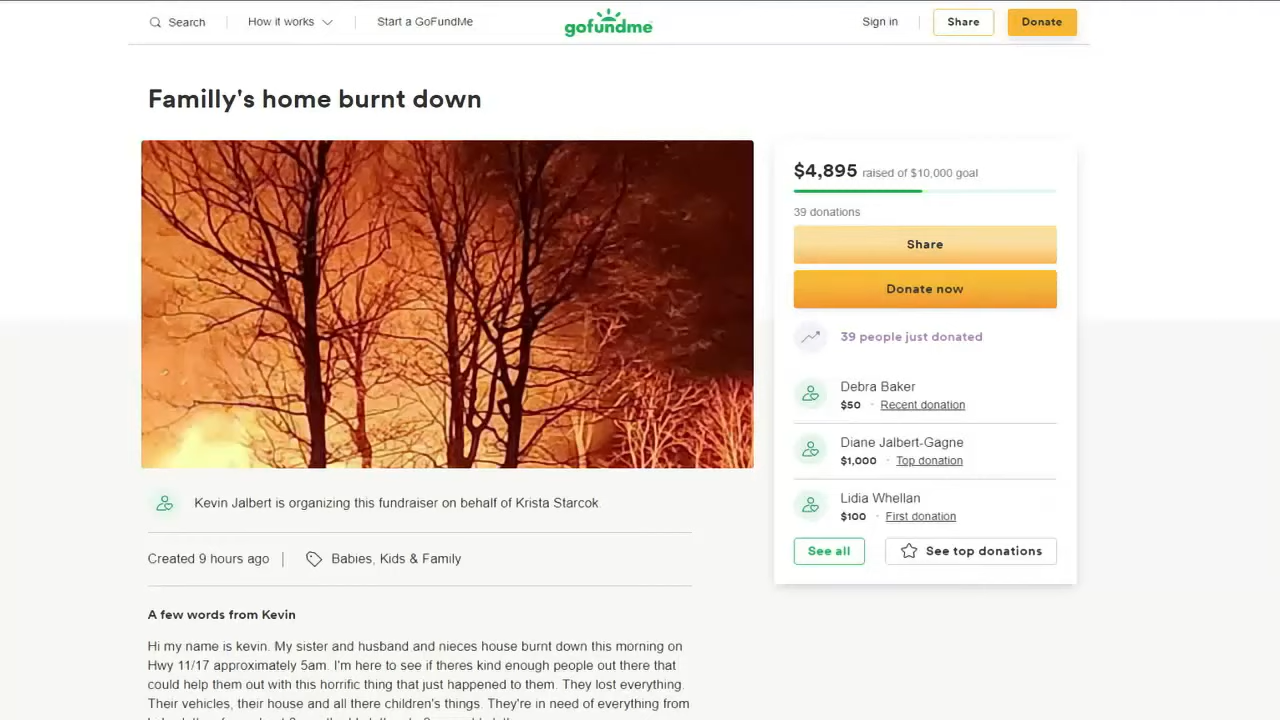 Search
How it works
Start a GoFundMe
gofundme
Sign in
Share
Donate
Familly's home burnt down
$4,895 raised of $10,000 goal
39 donations
Share
Donate now
39 people just donated
Debra Baker
$50 · Recent donation
Diane Jalbert-Gagne
$1,000 · Top donation
Lidia Whellan
$100 · First donation
See all
See top donations
Kevin Jalbert is organizing this fundraiser on behalf of Krista Starcok
Created 9 hours ago
Babies, Kids & Family
A few words from Kevin
Hi my name is kevin. My sister and husband and nieces house burnt down this morning on
Hwy 11/17 approximately 5am. I'm here to see if theres kind enough people out there that
could help them out with this horrific thing that just happened to them. They lost everything.
Their vehicles, their house and all there children's things. They're in need of everything from